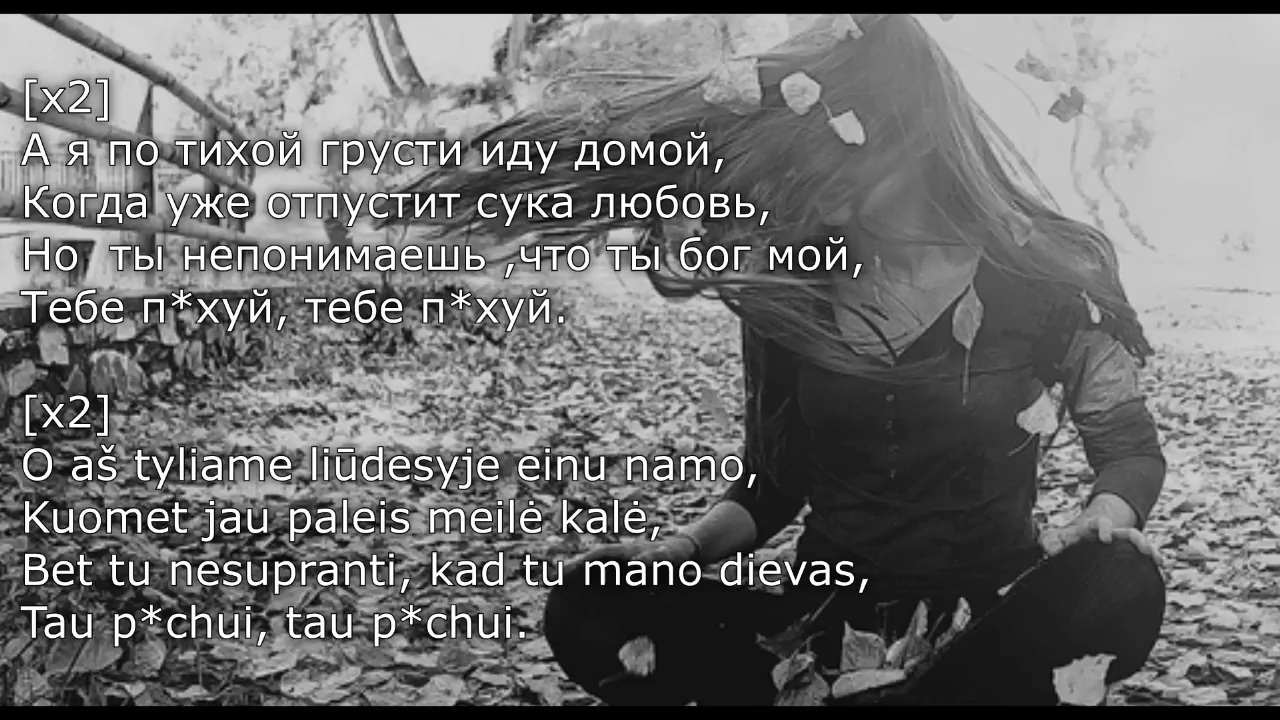 [x2]
А я по тихой грусти иду домой,
Когда уже отпустит сука любовь,
Но  ты непонимаешь ,что ты бог мой,
Тебе п*хуй, тебе п*хуй.
[x2]
O aš tyliame liūdesyje einu namo,
Kuomet jau paleis meilė kalė,
Bet tu nesupranti, kad tu mano dievas,
Tau p*chui, tau p*chui.